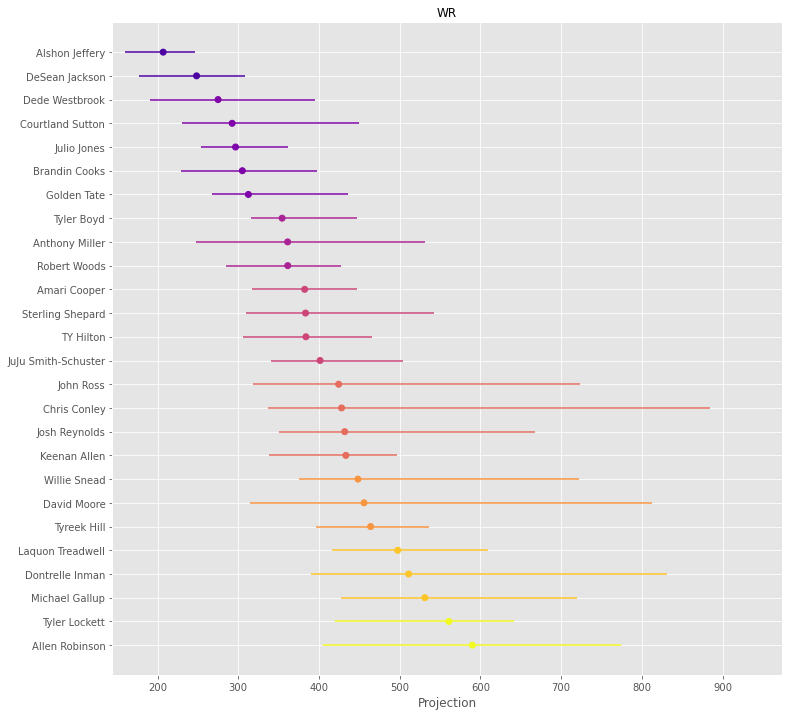 WR
Alshon Jeffery
DeSean Jackson
Dede Westbrook
Courtland Sutton
Julio Jones
Brandin Cooks
Golden Tate
Tyler Boyd
Anthony Miller
Robert Woods
Amari Cooper
Sterling Shepard
TY Hilton
JuJu Smith-Schuster
John Ross
Chris Conley
Josh Reynolds
Keenan Allen
Willie Snead
David Moore
Tyreek Hill
Laquon Treadwell
Dontrelle Inman
Michael Gallup
Tyler Lockett
Allen Robinson
200 300 400 500 600 700 800 900
Projection